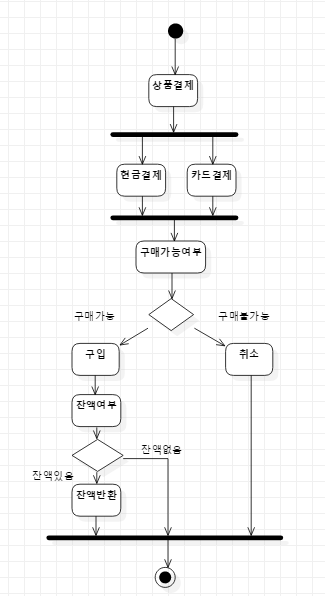 상품결제
현금결제
카드결제
구매가능여부
구매가능
구매불가능
구입
취소
잔액여부
잔액없음
잔액있음
잔액반환